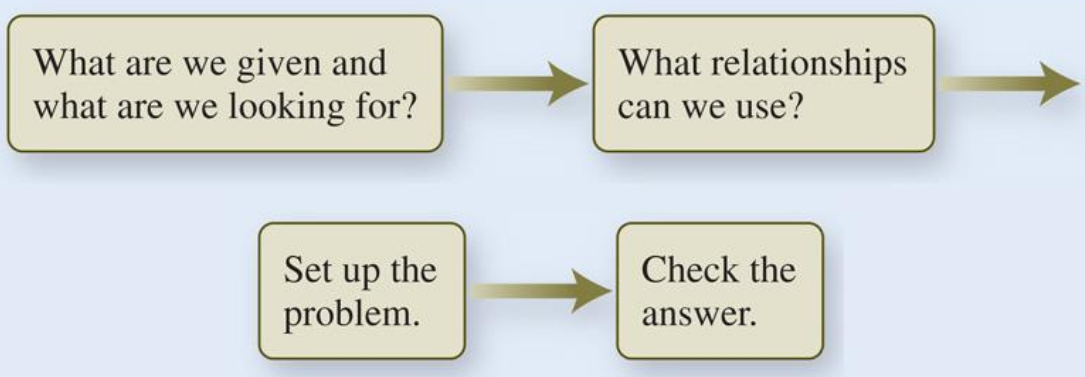 What are we given and
what are we looking for?
What relationships
can we use?
Set up the
problem.
Check the
answer.